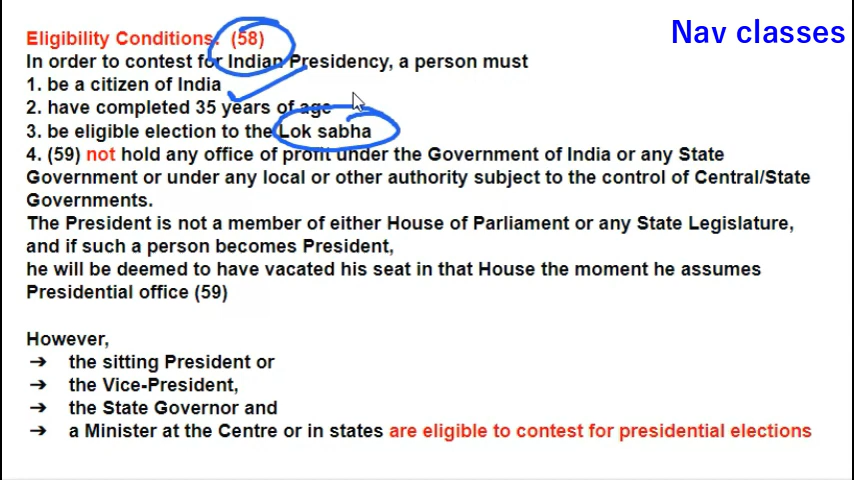 Nav classes
Eligibility Conditions: (58)
In order to contest for Indian Presidency, a person must
1. be a citizen of India
2. have completed 35 years of age
3. be eligible election to the Lok sabha
4. (59) not hold any office of profit under the Government of India or any State
Government or under any local or other authority subject to the control of Central/State
Governments.
The President is not a member of either House of Parliament or any State Legislature,
and if such a person becomes President,
he will be deemed to have vacated his seat in that House the moment he assumes
Presidential office (59)
However,
➔ the sitting President or
➔ the Vice-President,
➔ the State Governor and
➔ a Minister at the Centre or in states are eligible to contest for presidential elections